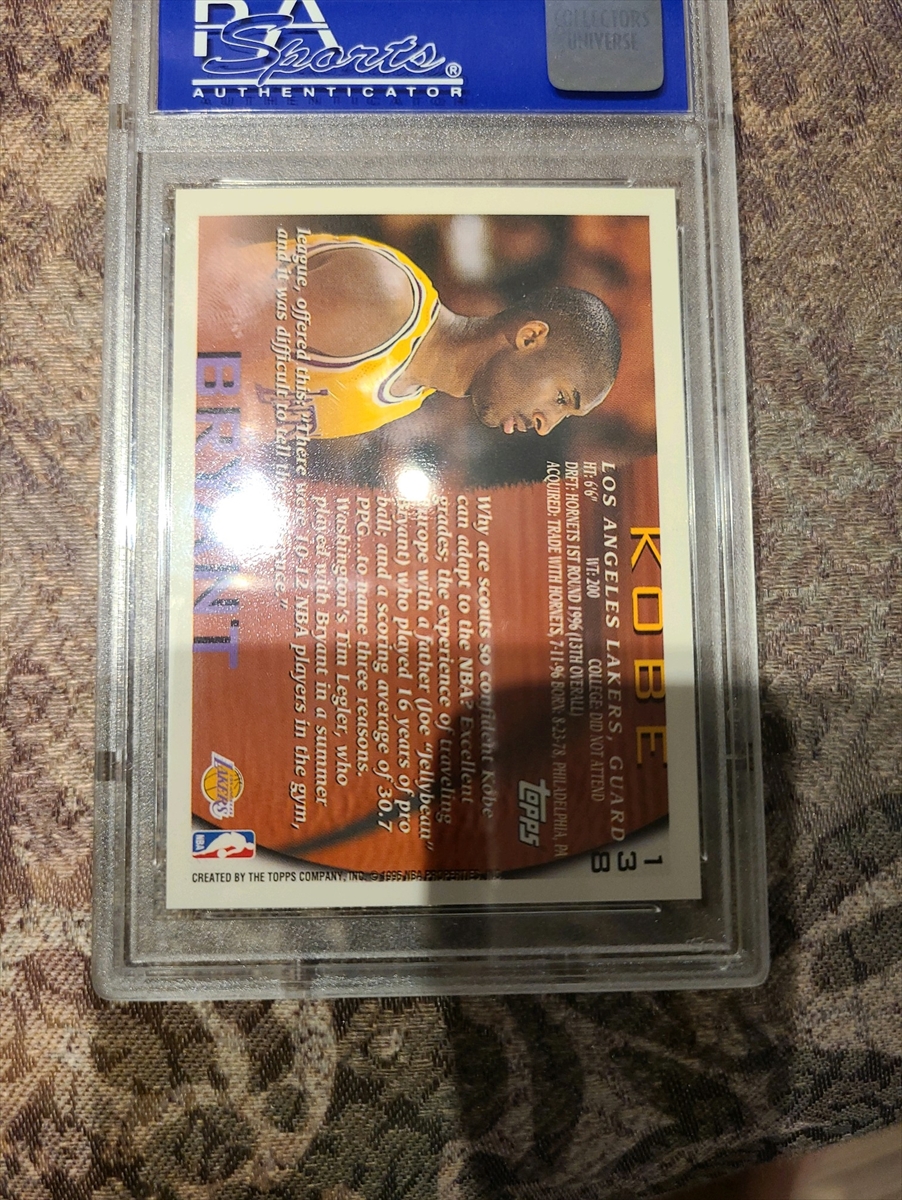 PSA
Sports®
AUTHENTICATOR
COLLECTORS
UNIVERSE
138
KOBE
LOS ANGELES LAKERS, GUARD
HT: 6'6" WT: 200 COLLEGE: DID NOT ATTEND
DRFT: HORNETS 1ST ROUND 1996 (13TH OVERALL)
ACQUIRED: TRADE WITH HORNETS, 7-11-96 BORN: 8-23-78, PHILADELPHIA, PA
topps
Why are scouts so confident Kobe
can adapt to the NBA? Excellent
grades; the experience of traveling
Europe with a father (Joe "Jellybean"
Bryant) who played 16 years of pro
ball; and a scoring average of 30.7
PPG...to name three reasons.
Washington's Tim Legler, who
played with Bryant in a summer
league, offered this: "There were 10-12 NBA players in the gym,
and it was difficult to tell
BRYANT
LAKERS
NBA
CREATED BY THE TOPPS COMPANY, INC.